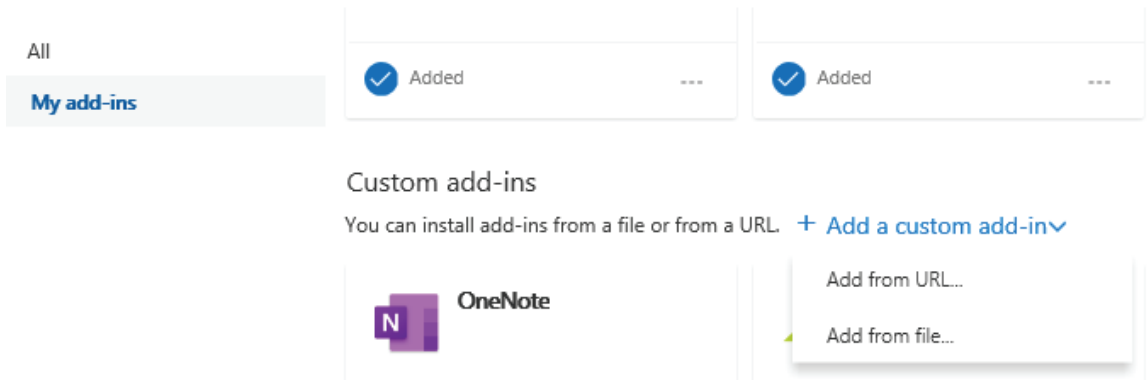 All
My add-ins
Added
---
Added
---
Custom add-ins
You can install add-ins from a file or from a URL. + Add a custom add-in
Add from URL...
Add from file...
N OneNote